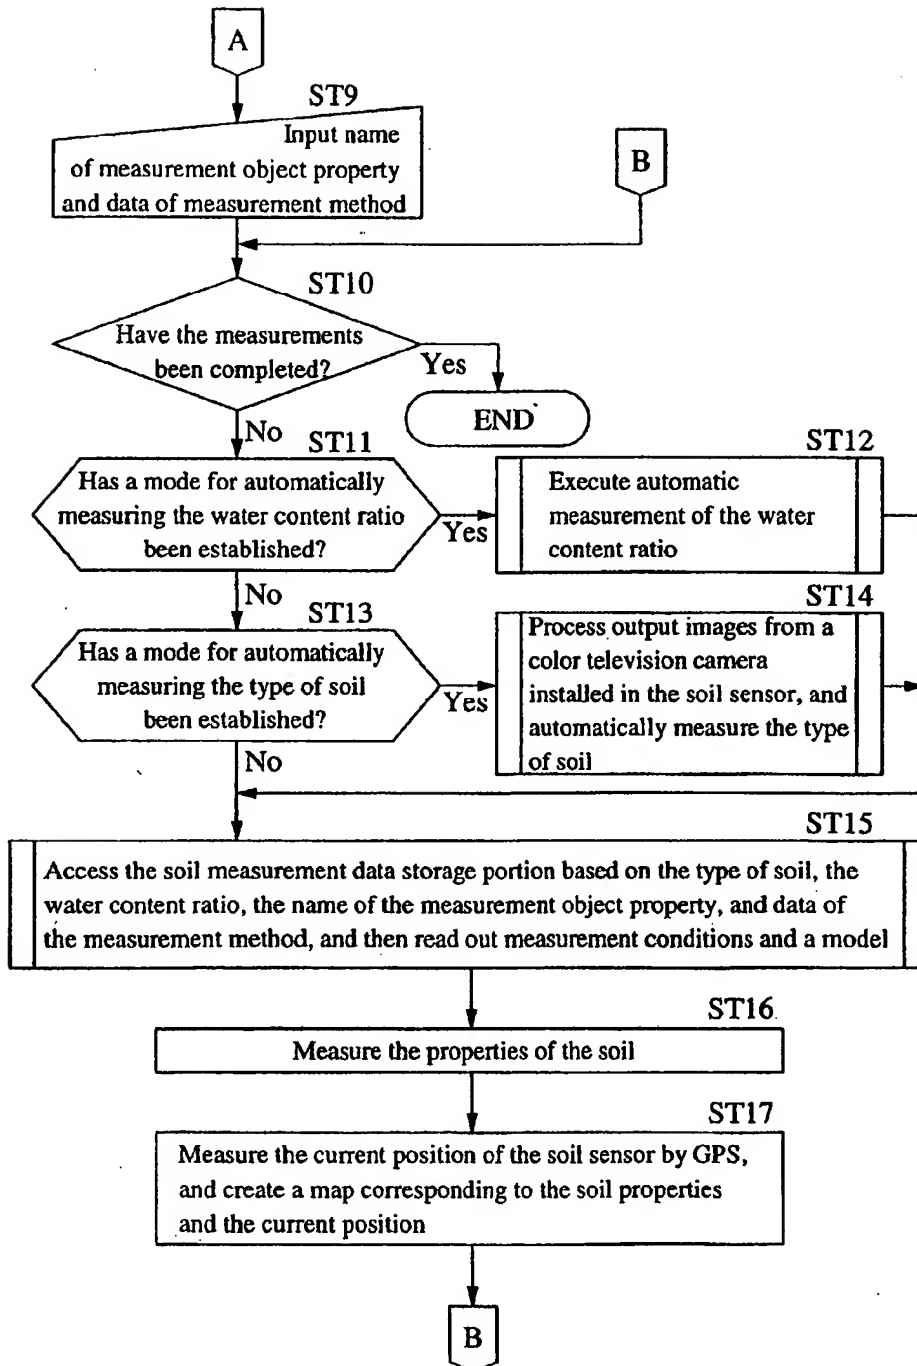 A
ST9
Input name
of measurement object property
and data of measurement method
B
ST10
Have the measurements
been completed?
Yes
END
No
ST11
Has a mode for automatically
measuring the water content ratio
been established?
Yes
ST12
Execute automatic
measurement of the water
content ratio
No
ST13
Has a mode for automatically
measuring the type of soil
been established?
Yes
ST14
Process output images from a
color television camera
installed in the soil sensor, and
automatically measure the type
of soil
No
ST15
Access the soil measurement data storage portion based on the type of soil, the
water content ratio, the name of the measurement object property, and data of
the measurement method, and then read out measurement conditions and a model
ST16
Measure the properties of the soil
ST17
Measure the current position of the soil sensor by GPS,
and create a map corresponding to the soil properties
and the current position
B